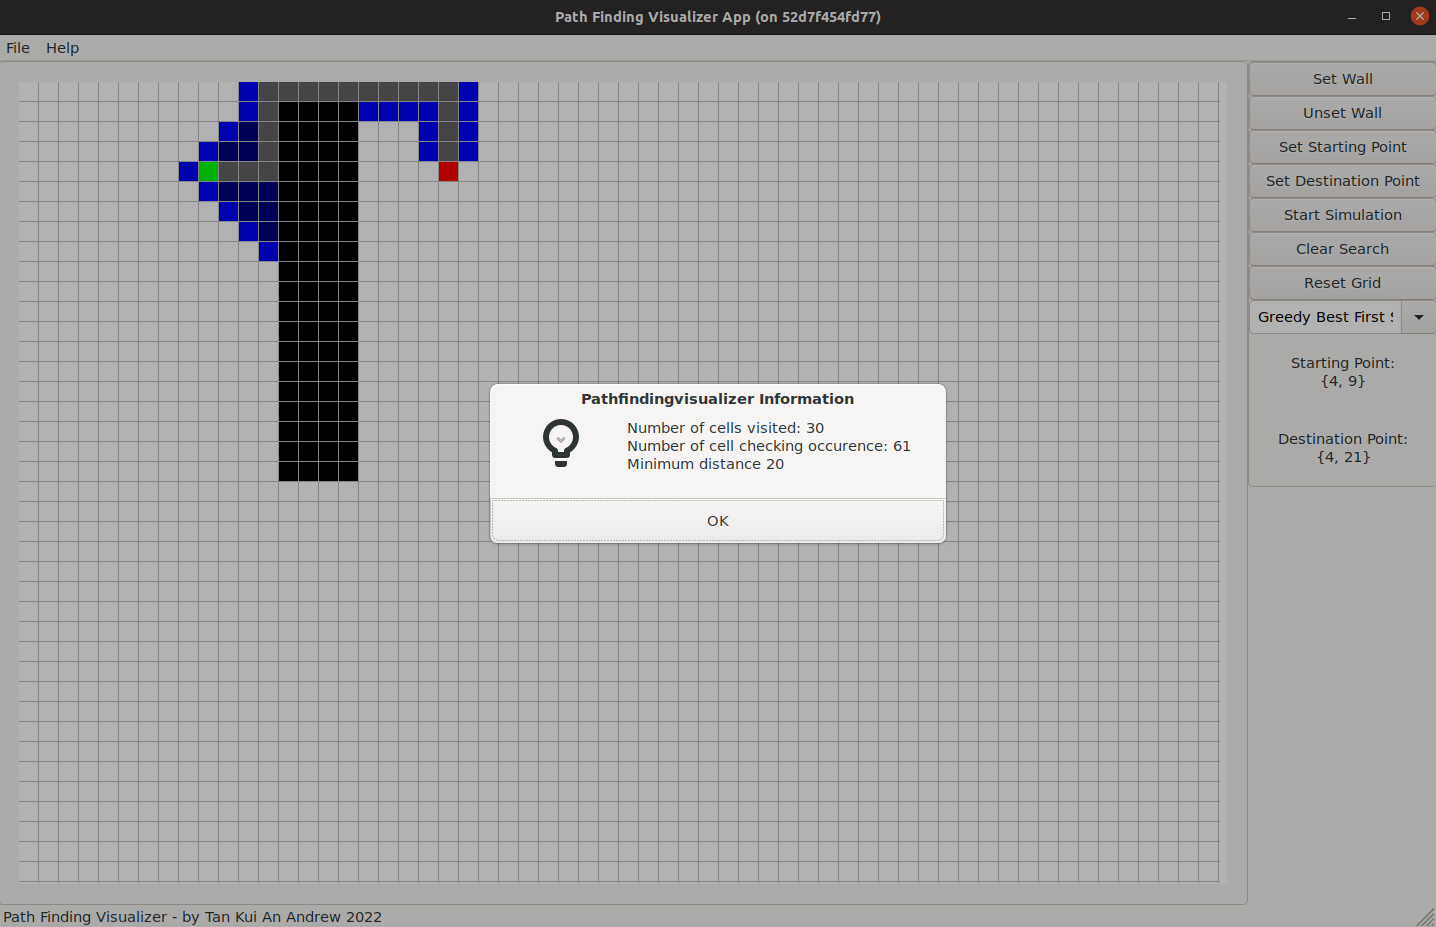 Path Finding Visualizer App (on 52d7f454fd77)
File Help
Set Wall
Unset Wall
Set Starting Point
Set Destination Point
Start Simulation
Clear Search
Reset Grid
Greedy Best First S
Starting Point:
{4, 9}
Destination Point:
{4, 21}
Pathfindingvisualizer Information
Number of cells visited: 30
Number of cell checking occurence: 61
Minimum distance 20
OK
Path Finding Visualizer - by Tan Kui An Andrew 2022